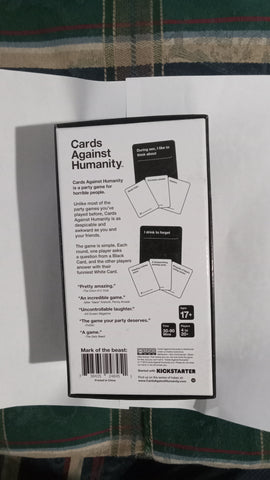 Cards
Against
Humanity.
Cards Against Humanity
is a party game for
horrible people.
Unlike most of the
party games you've
played before, Cards
Against Humanity is as
despicable and
awkward as you and
your friends.
The game is simple. Each
round, one player asks
a question from a Black
Card, and the other players
answer with their
funniest White Card.
During sex, I like to
think about
I drink to forget
"Pretty amazing."
"An incredible game."
"Uncontrollable laughter."
"The game your deserves."
"A game."
The Daily Beast
Mark of the beast:
Printed in China
Ages
17+
Time
30-90
Mins
Players
4 to
20+
Started with KICKSTARTER